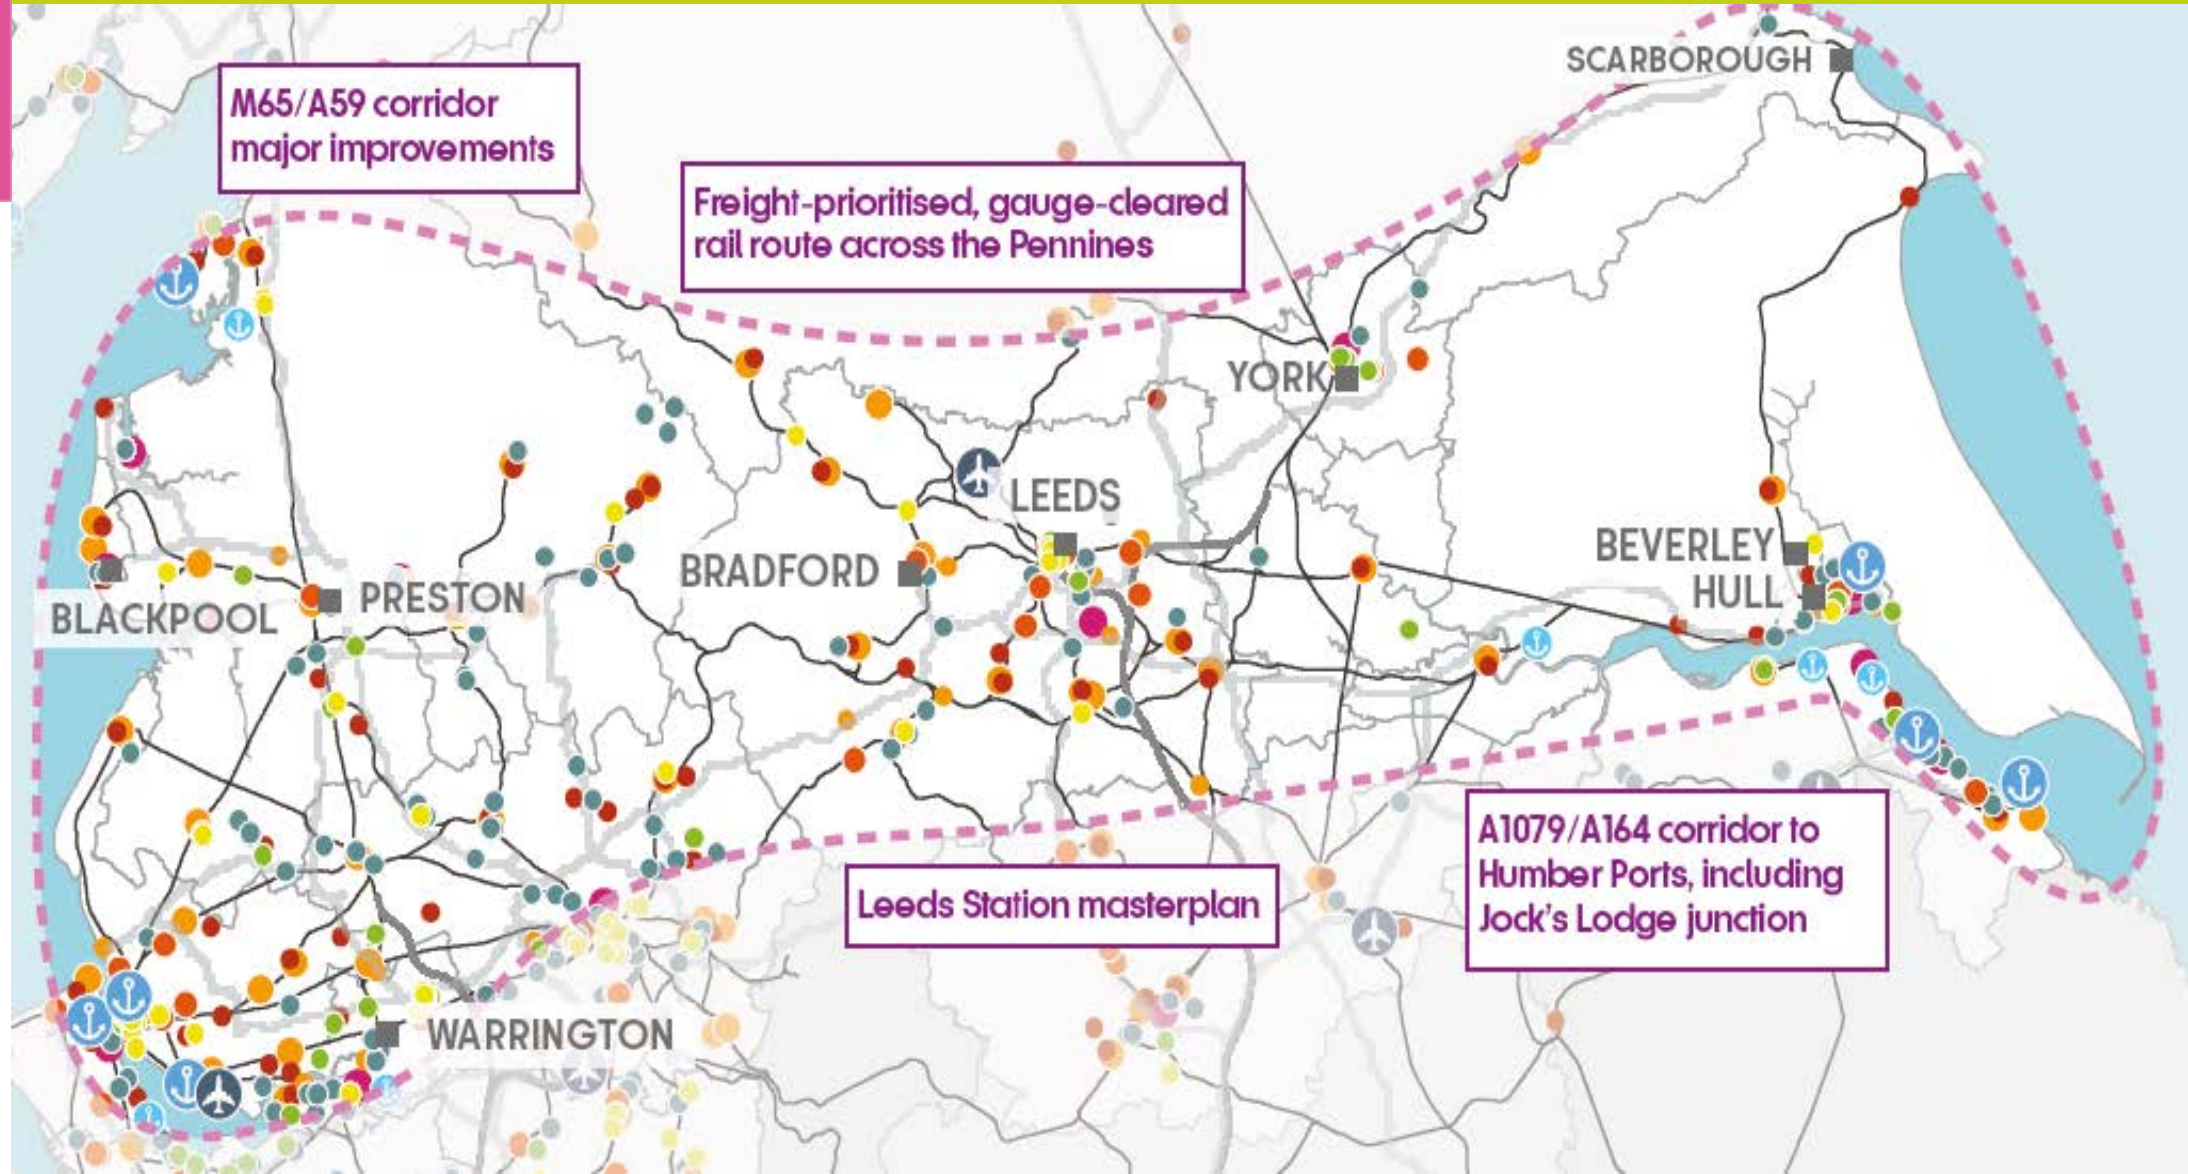 SCARBOROUGH
M65/A59 corridor
major improvements
Freight-prioritised, gauge-cleared
rail route across the Pennines
YORK
LEEDS
BRADFORD
BEVERLEY
HULL
PRESTON
BLACKPOOL
A1079/A164 corridor to
Humber Ports, including
Jock's Lodge junction
Leeds Station masterplan
WARRINGTON